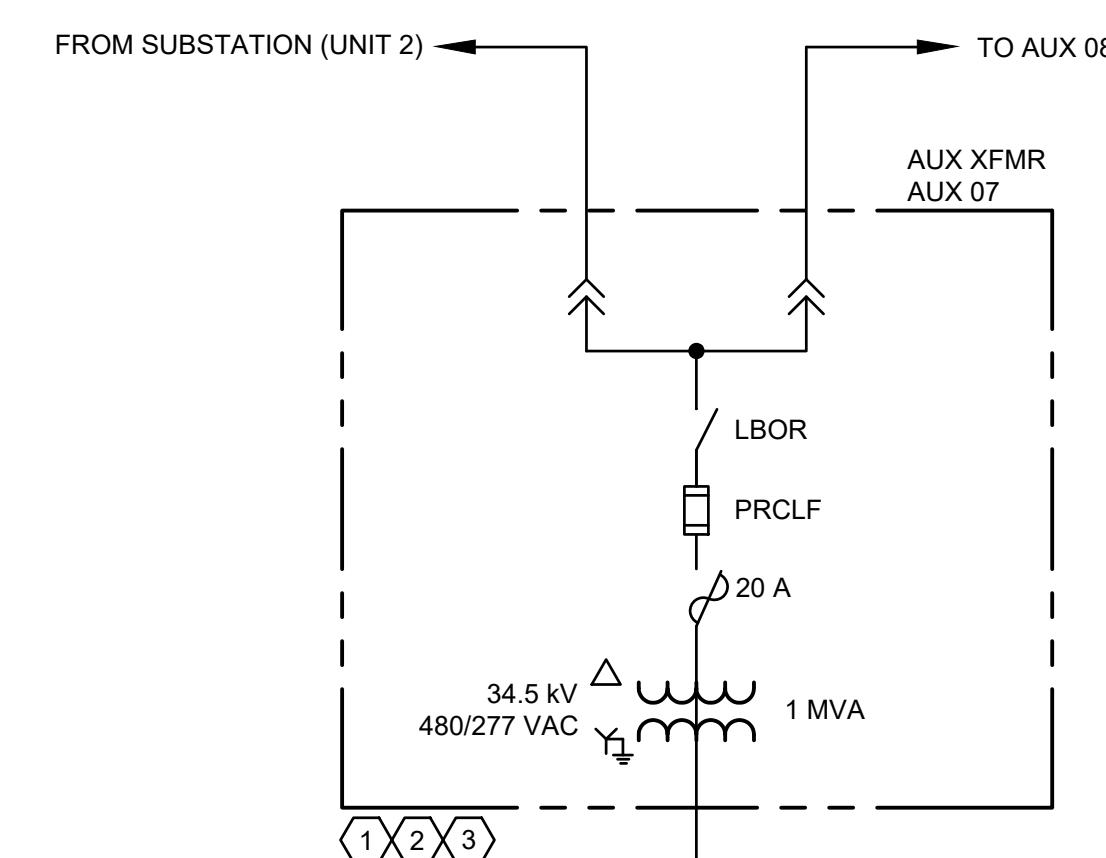 FROM SUBSTATION (UNIT 2)
TO AUX 08
AUX XFMR
AUX 07
LBOR
PRCLF
20 A
34.5 kV
480/277 VAC
1 MVA
1 2 3